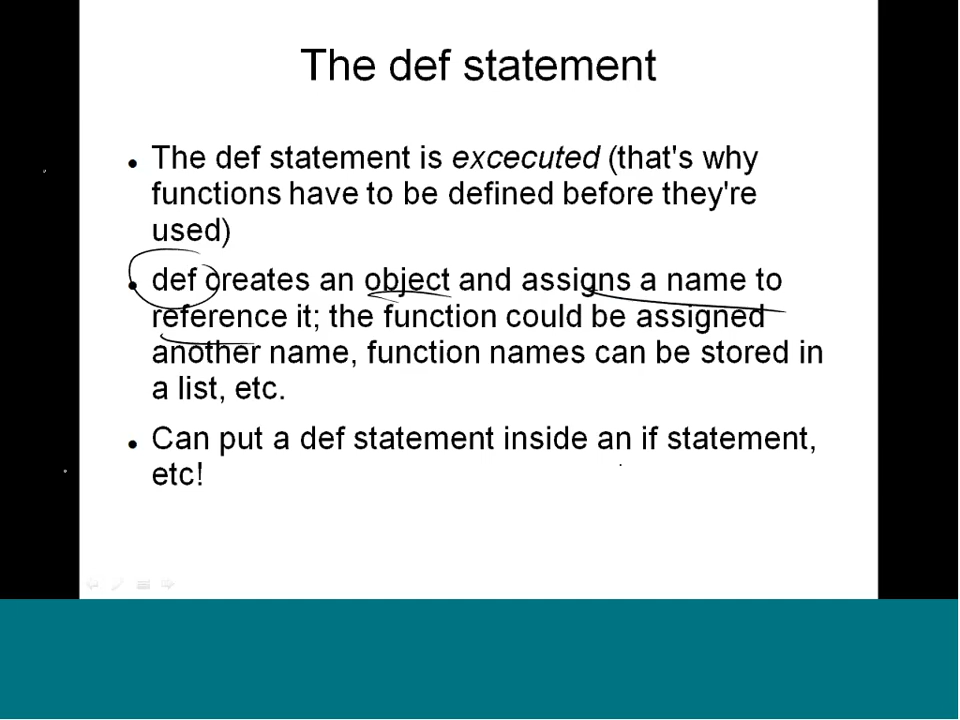 The def statement
The def statement is excecuted (that's why
functions have to be defined before they're
used)
def creates an object and assigns a name to
reference it; the function could be assigned
another name, function names can be stored in
a list, etc.
Can put a def statement inside an if statement,
etc!